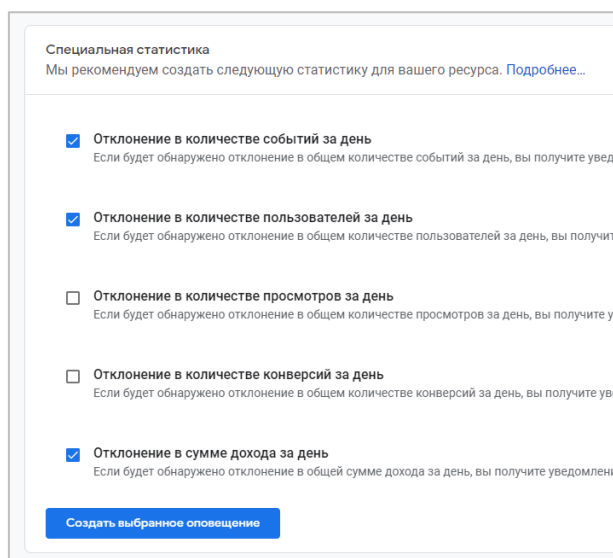 Специальная статистика
Мы рекомендуем создать следующую статистику для вашего ресурса. Подробнее...
Отклонение в количестве событий за день
Если будет обнаружено отклонение в общем количестве событий за день, вы получите
Отклонение в количестве пользователей за день
Если будет обнаружено отклонение в общем количестве пользователей за день, вы
Отклонение в количестве просмотров за день
Если будет обнаружено отклонение в общем количестве просмотров за день, вы получите
Отклонение в количестве конверсий за день
Если будет обнаружено отклонение в общем количестве конверсий за день, вы получите
Отклонение в сумме дохода за день
Если будет обнаружено отклонение в общей сумме дохода за день, вы получите
Создать выбранное оповещение